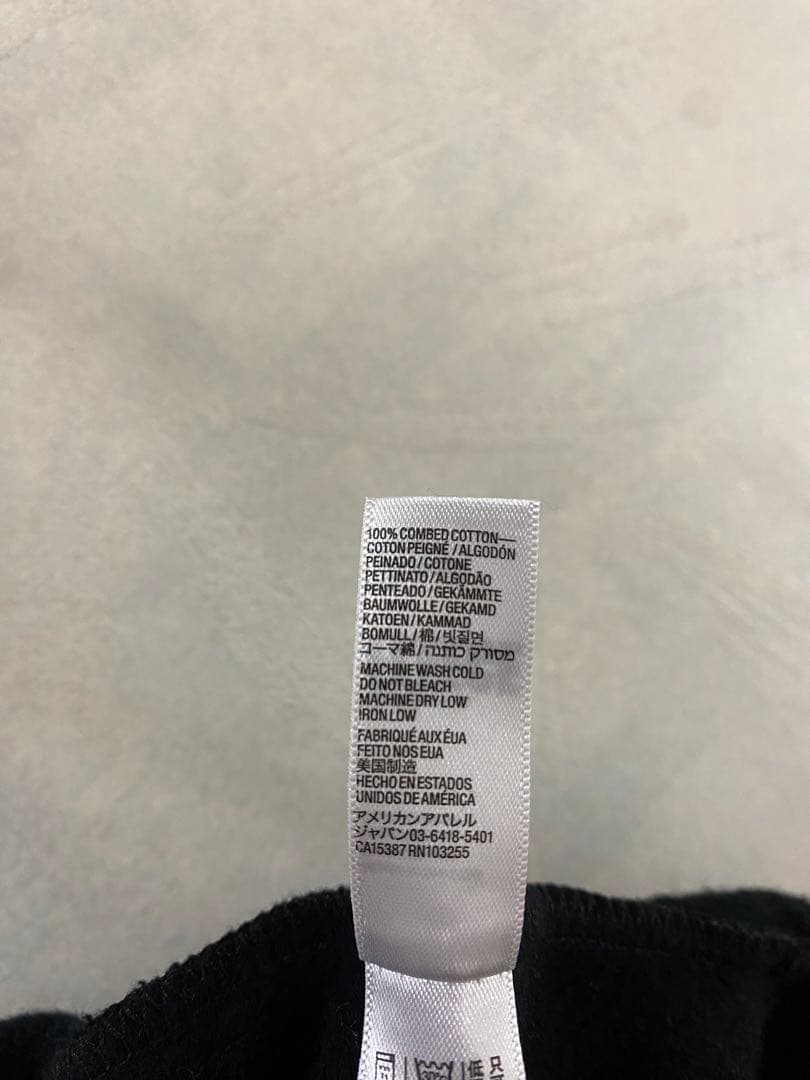 100% COMBED COTTON—
COTON PEIGNÉ/ALGODÓN
PEINADO/COTONE
PETTINATO/ALGODÃO
PENTEADO/GEKÄMMTE
BAUMWOLLE/GEKAMD
KATOEN/KAMMAD
BOMULL/棉/빗질면
コーマ綿/מסורק כותנה
MACHINE WASH COLD
DO NOT BLEACH
MACHINE DRY LOW
IRON LOW
FABRIQUÉ AUX ÉUA
FEITO NOS EUA
美国制造
HECHO EN ESTADOS
UNIDOS DE AMÉRICA
アメリカンアパレル
ジャパン03-6418-5401
CA15387 RN103255